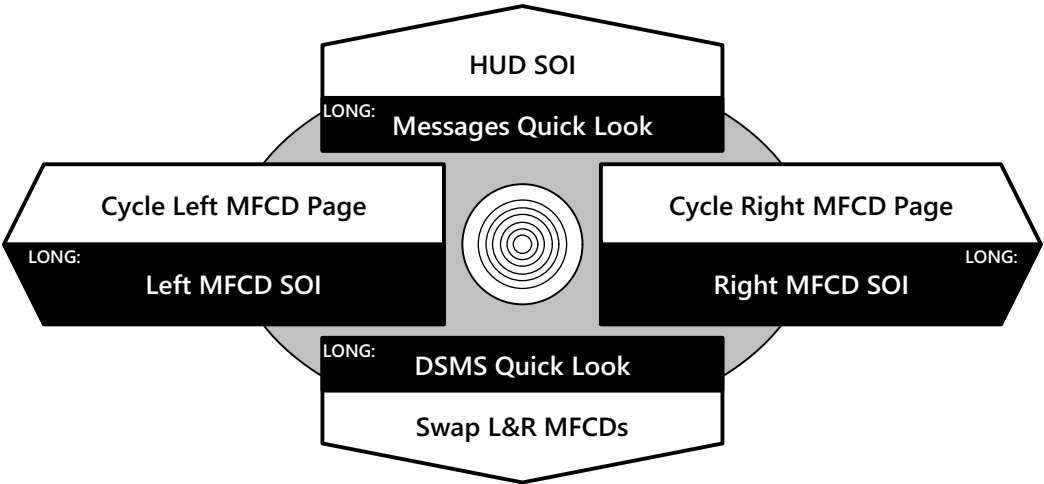 HUD SOI
LONG:
Messages Quick Look
Cycle Left MFCD Page
LONG:
Left MFCD SOI
Cycle Right MFCD Page
LONG:
Right MFCD SOI
LONG:
DSMS Quick Look
Swap L&R MFCDs